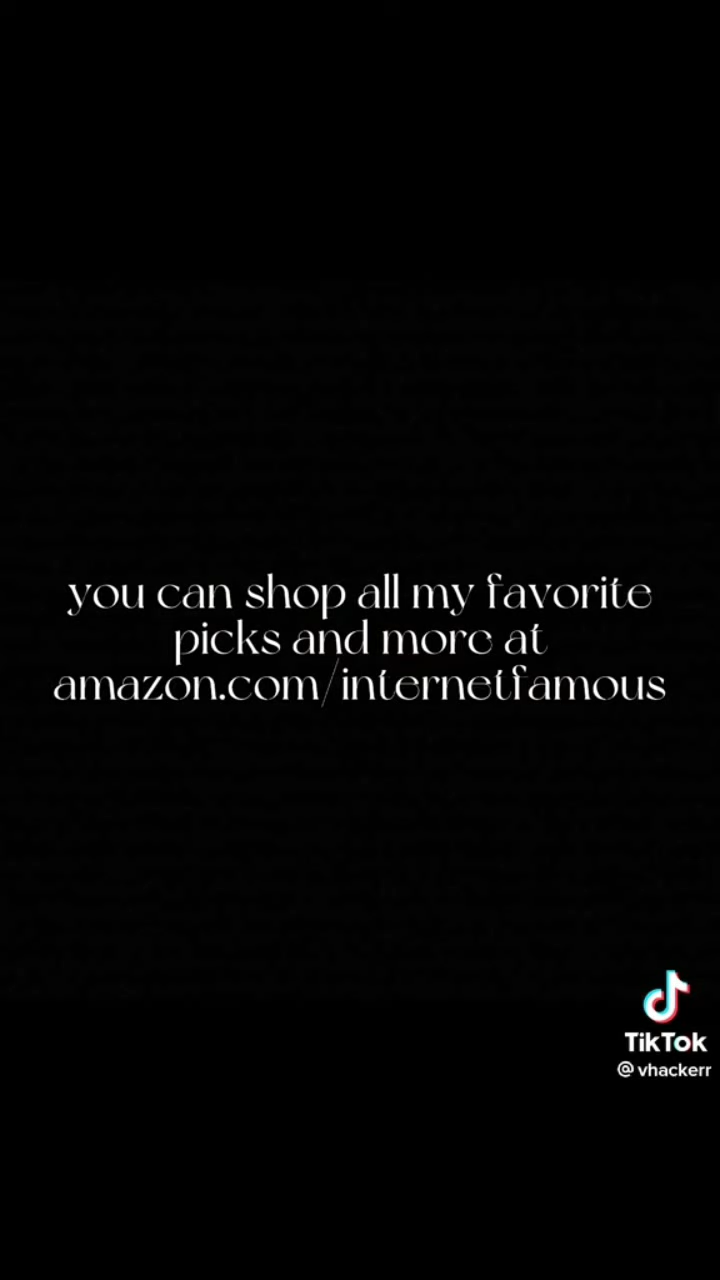 you can shop all my favorite
picks and more at
amazon.com/internetfamous
TikTok
@vhackerr